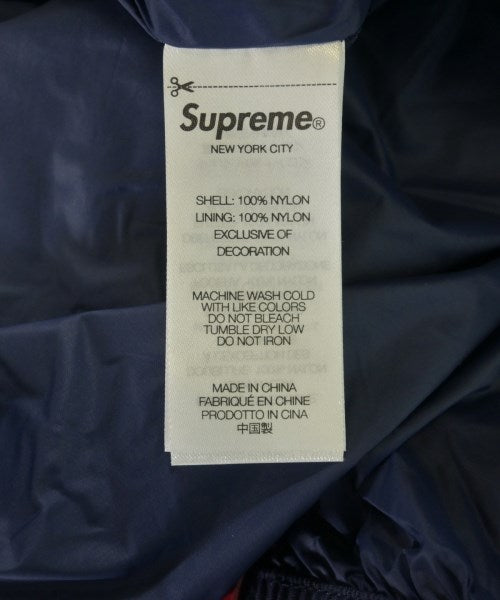 Supreme®
NEW YORK CITY
SHELL: 100% NYLON
LINING: 100% NYLON
EXCLUSIVE OF
DECORATION
MACHINE WASH COLD
WITH LIKE COLORS
DO NOT BLEACH
TUMBLE DRY LOW
DO NOT IRON
MADE IN CHINA
FABRIQUÉ EN CHINE
PRODOTTO IN CINA
中国製